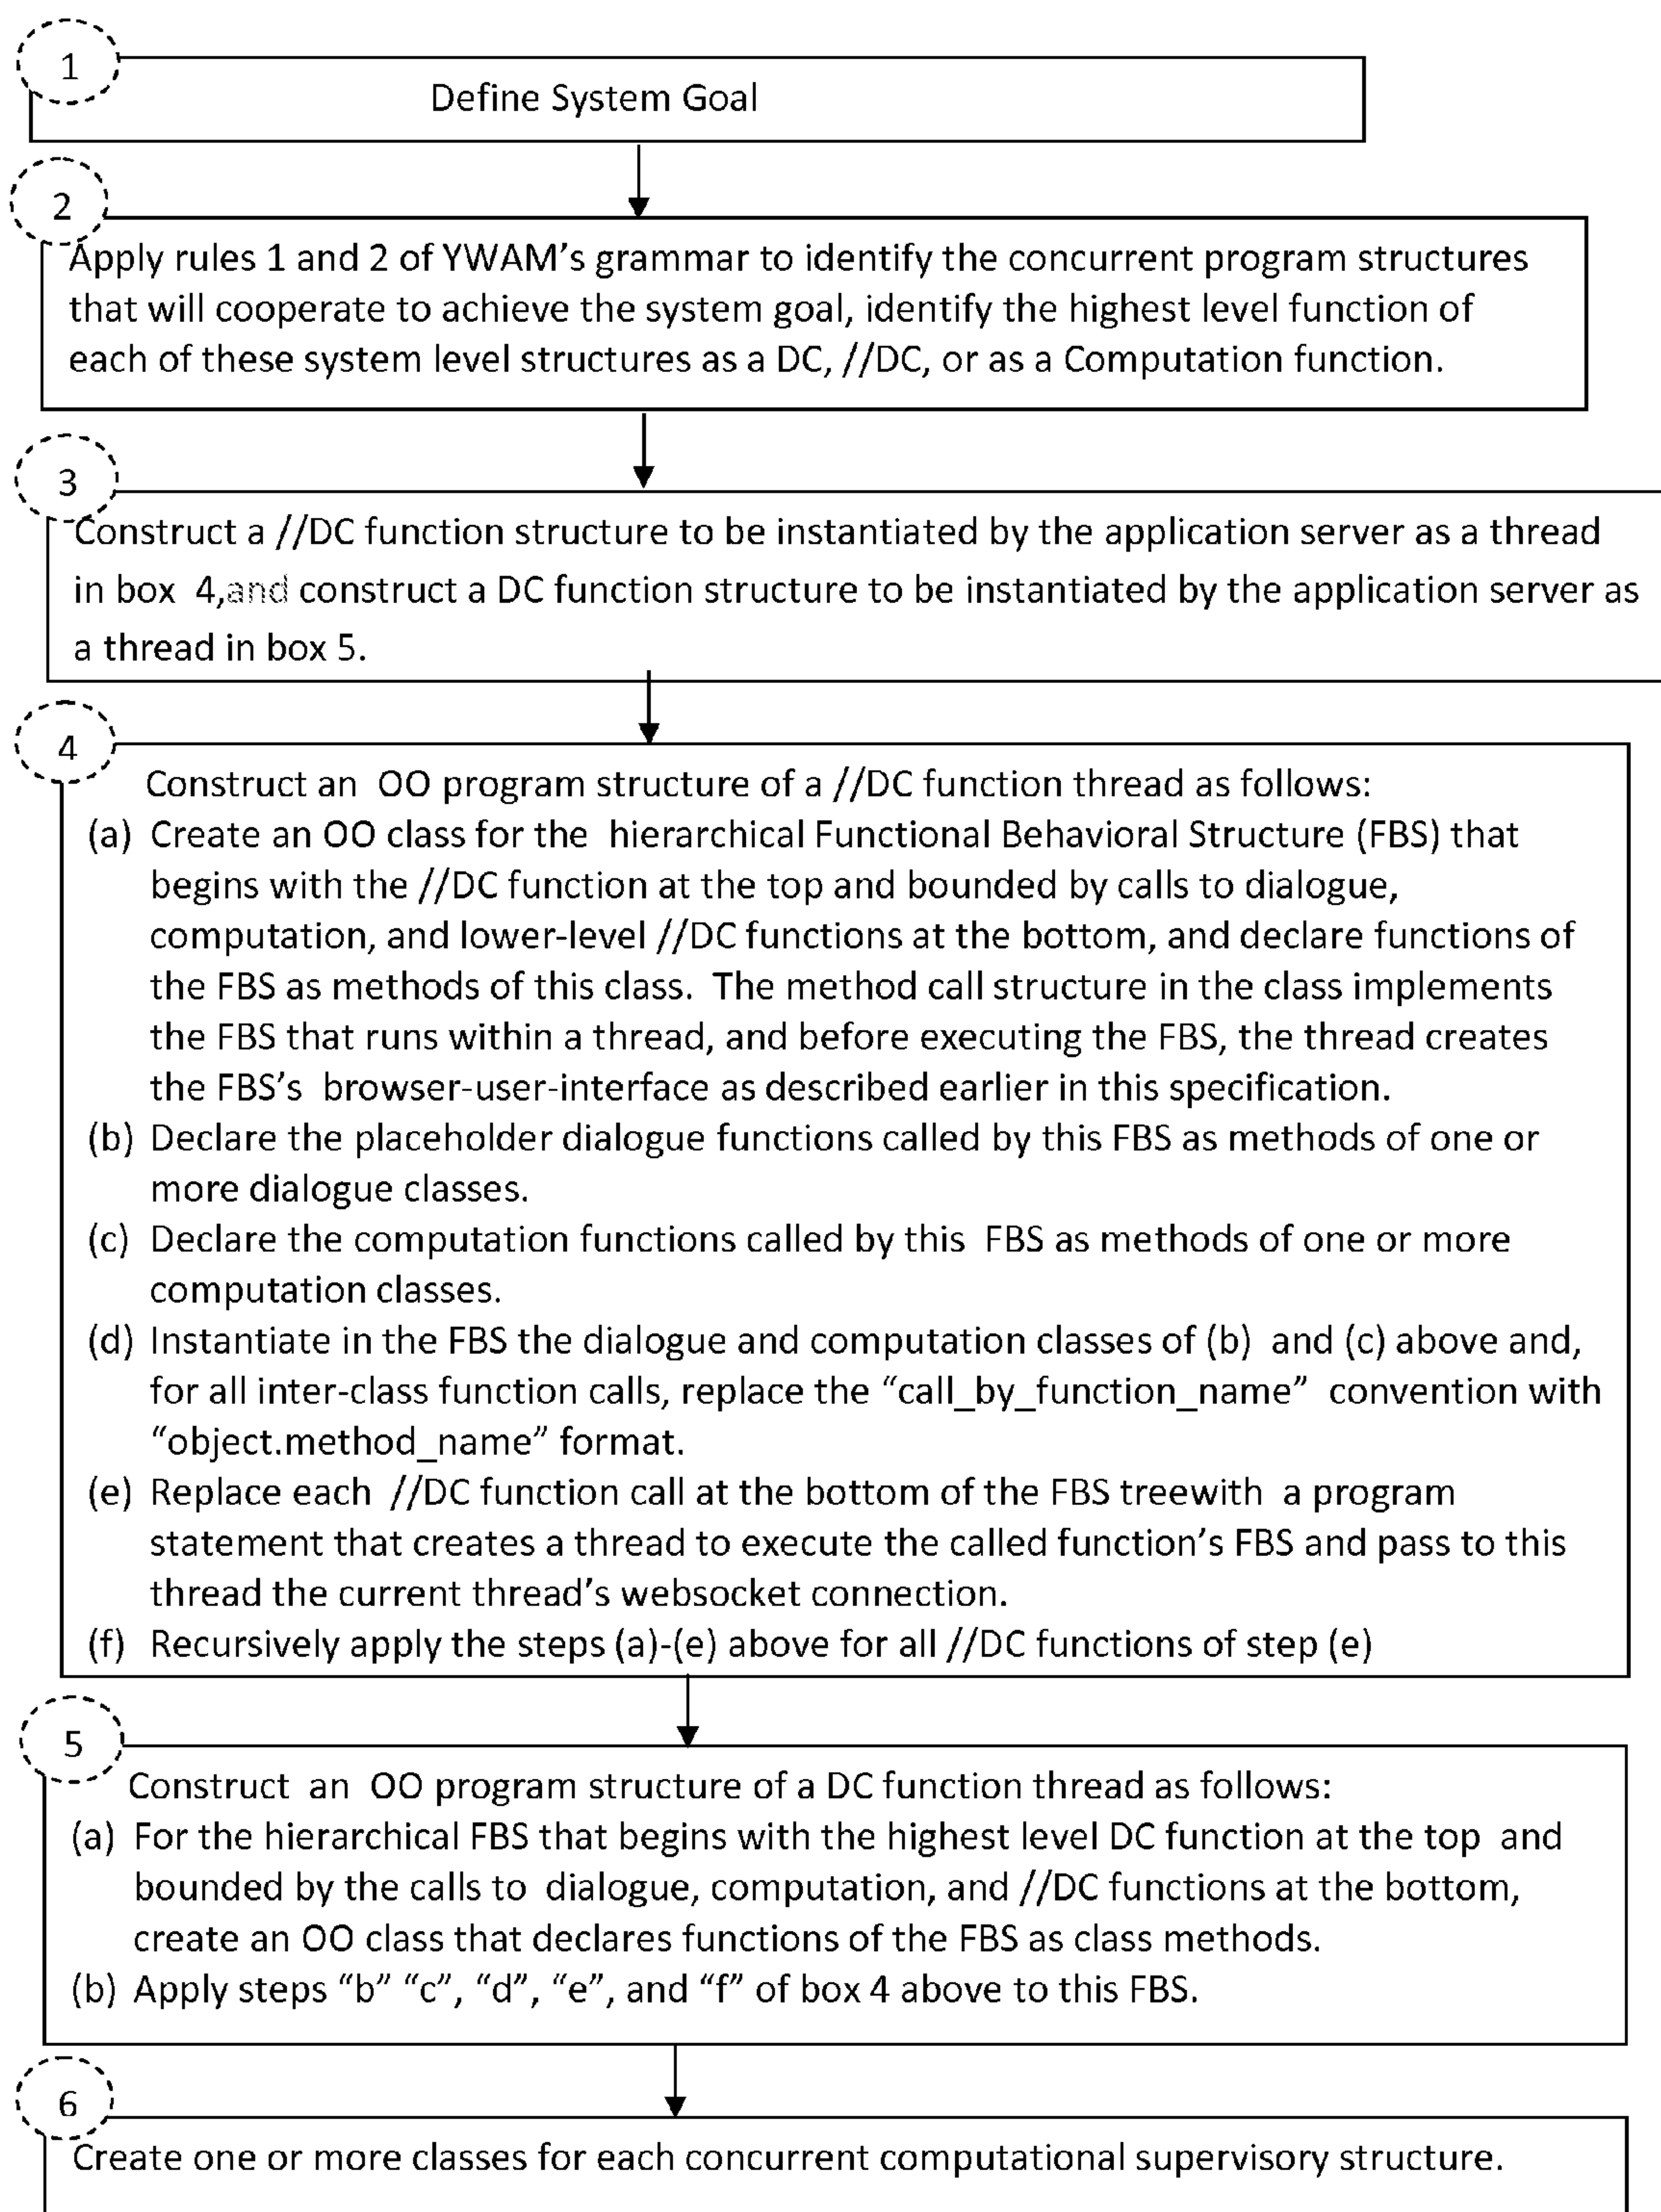 1
Define System Goal
2
Apply rules 1 and 2 of YWAM's grammar to identify the concurrent program structures
that will cooperate to achieve the system goal, identify the highest level function of
each of these system level structures as a DC, //DC, or as a Computation function.
3
Construct a //DC function structure to be instantiated by the application server as a thread
in box 4,and construct a DC function structure to be instantiated by the application server as
a thread in box 5.
4
Construct an OO program structure of a //DC function thread as follows:
(a) Create an OO class for the hierarchical Functional Behavioral Structure (FBS) that
begins with the //DC function at the top and bounded by calls to dialogue,
computation, and lower-level //DC functions at the bottom, and declare functions of
the FBS as methods of this class. The method call structure in the class implements
the FBS that runs within a thread, and before executing the FBS, the thread creates
the FBS's browser-user-interface as described earlier in this specification.
(b) Declare the placeholder dialogue functions called by this FBS as methods of one or
more dialogue classes.
(c) Declare the computation functions called by this FBS as methods of one or more
computation classes.
(d) Instantiate in the FBS the dialogue and computation classes of (b) and (c) above and,
for all inter-class function calls, replace the “call_by_function_name” convention with
“object.method_name” format.
(e) Replace each //DC function call at the bottom of the FBS treewith a program
statement that creates a thread to execute the called function's FBS and pass to this
thread the current thread's websocket connection.
(f) Recursively apply the steps (a)-(e) above for all //DC functions of step (e)
5
Construct an OO program structure of a DC function thread as follows:
(a) For the hierarchical FBS that begins with the highest level DC function at the top and
bounded by the calls to dialogue, computation, and //DC functions at the bottom,
create an OO class that declares functions of the FBS as class methods.
(b) Apply steps “b” “c”, “d”, “e”, and “f” of box 4 above to this FBS.
6
Create one or more classes for each concurrent computational supervisory structure.